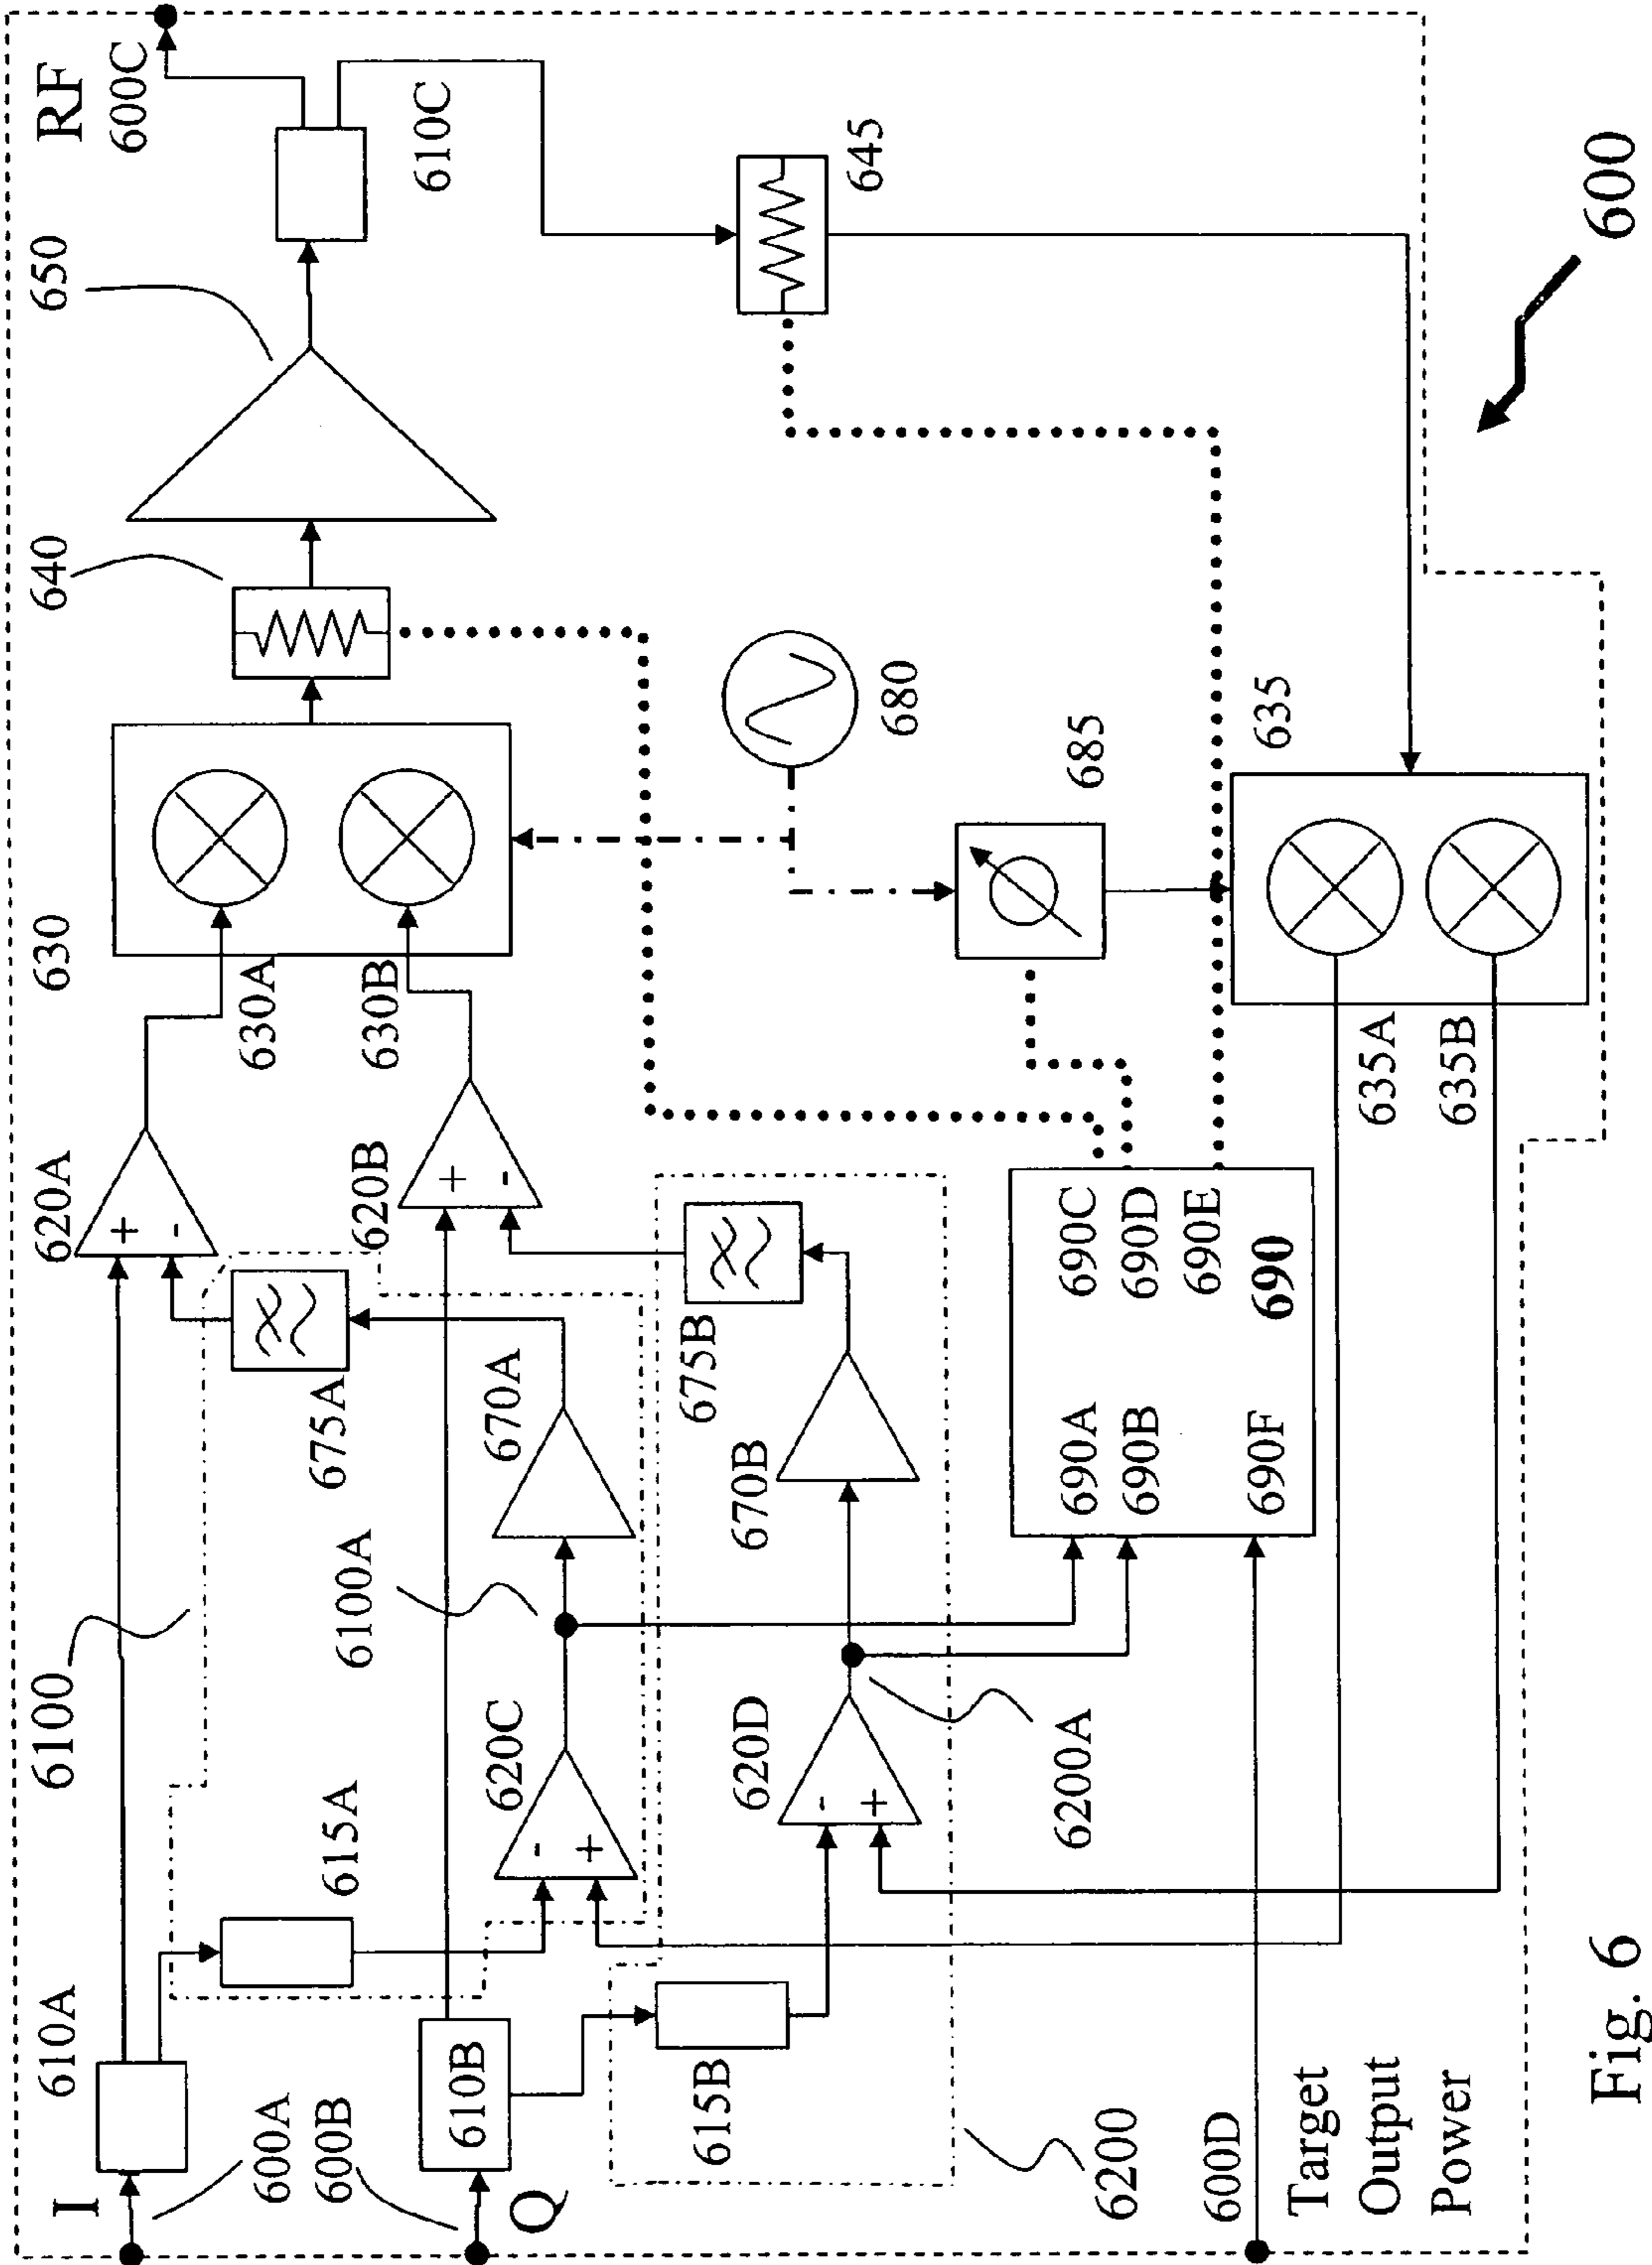 RF
600C
610C
650
645
640
600
680
685
635
630
630A
630B
635A
635B
620A
+
-
620B
+
-
675A
670A
675B
670B
690C
690D
690E
690
690A
690B
690F
6100
6100A
620C
-
+
620D
-
+
6200A
615A
610A
610B
615B
6200
I
600A
600B
Q
600D
Target
Output
Power
Fig. 6